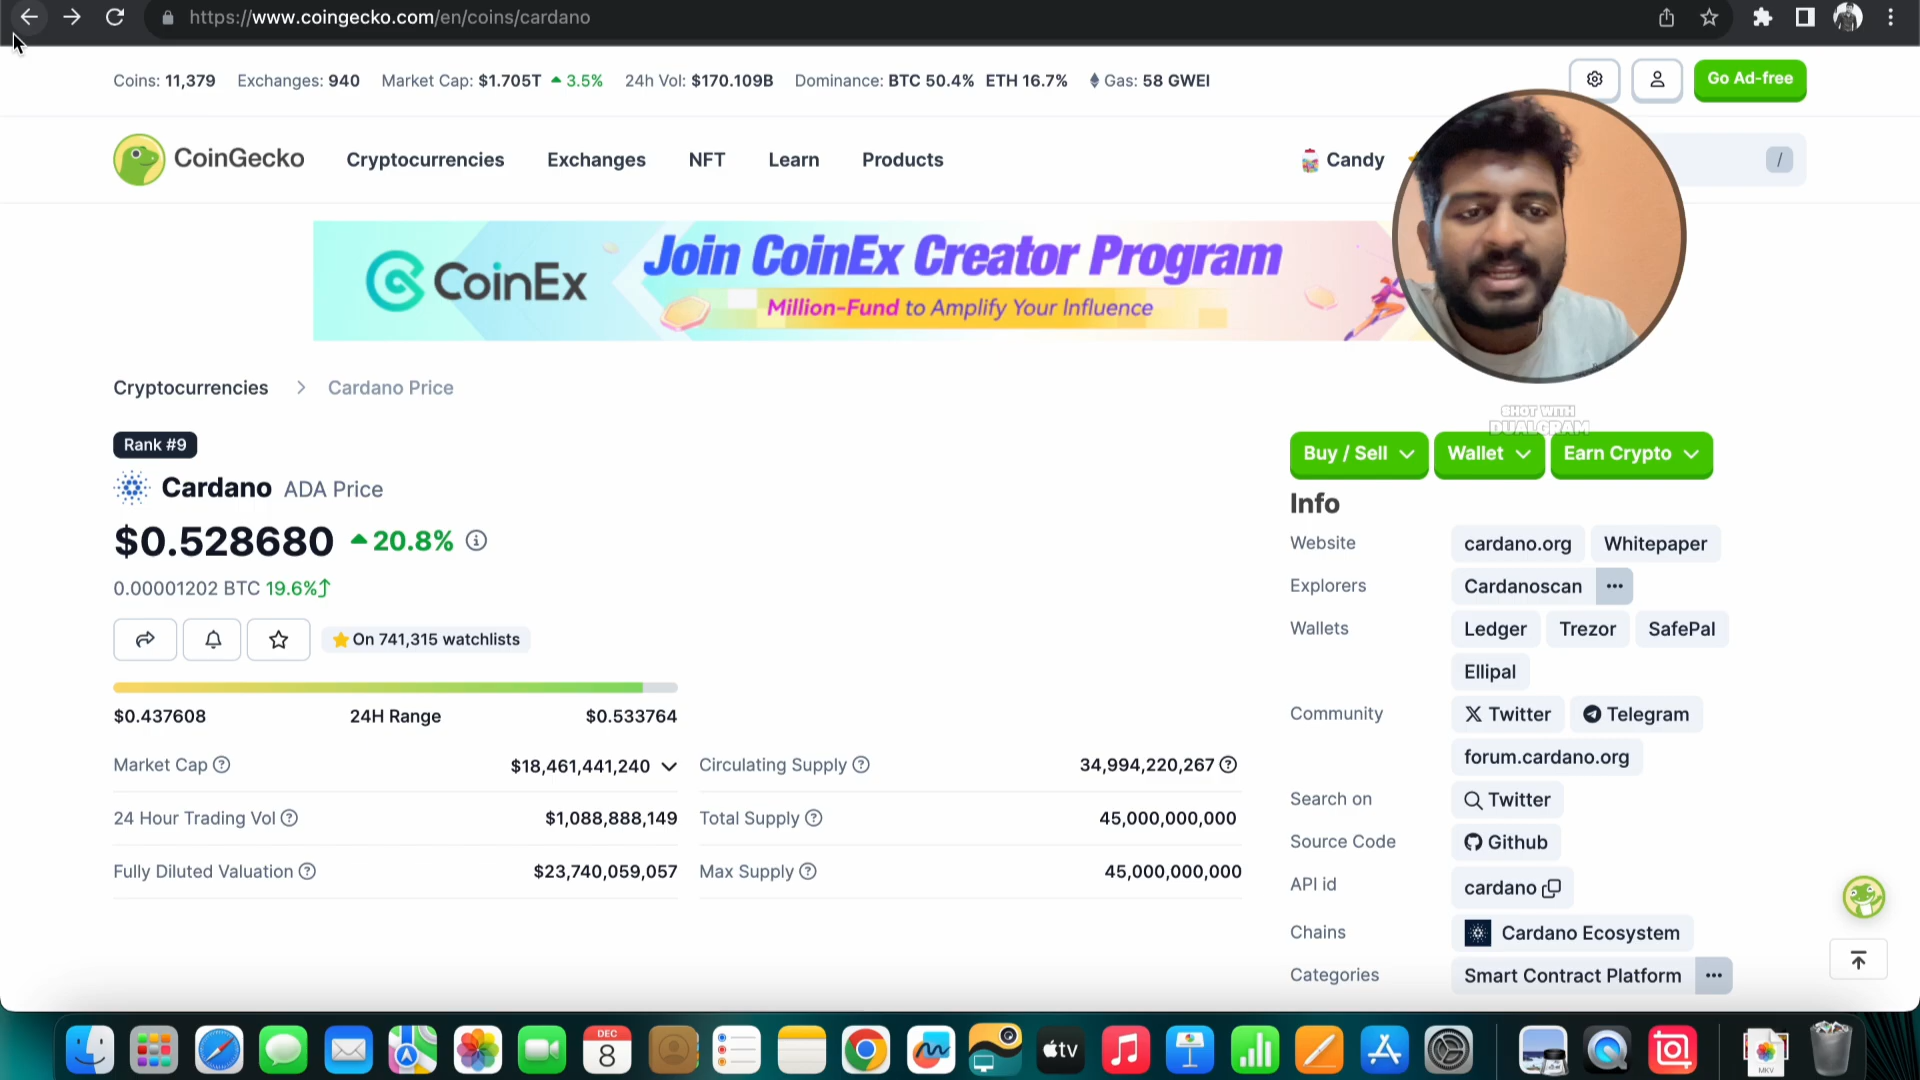 https://www.coingecko.com/en/coins/cardano
Coins: 11,379 Exchanges: 940 Market Cap: $1.705T 3.5% 24h Vol: $170.109B Dominance: BTC 50.4% ETH 16.7% Gas: 58 GWEI
Go Ad-free
CoinGecko Cryptocurrencies Exchanges NFT Learn Products Candy /
CoinEx Join CoinEx Creator Program
Million-Fund to Amplify Your Influence
Cryptocurrencies > Cardano Price
SHOT WITH
DUALGRAM
Rank #9
Cardano ADA Price
$0.528680 20.8%
0.00001202 BTC 19.6%
On 741,315 watchlists
$0.437608 24H Range $0.533764
Market Cap $18,461,441,240
Circulating Supply 34,994,220,267
24 Hour Trading Vol $1,088,888,149
Total Supply 45,000,000,000
Fully Diluted Valuation $23,740,059,057
Max Supply 45,000,000,000
Buy / Sell Wallet Earn Crypto
Info
Website cardano.org Whitepaper
Explorers Cardanoscan
Wallets Ledger Trezor SafePal
Ellipal
Community Twitter Telegram
forum.cardano.org
Search on Twitter
Source Code Github
API id cardano
Chains Cardano Ecosystem
Categories Smart Contract Platform
DEC
8
tv
MKV